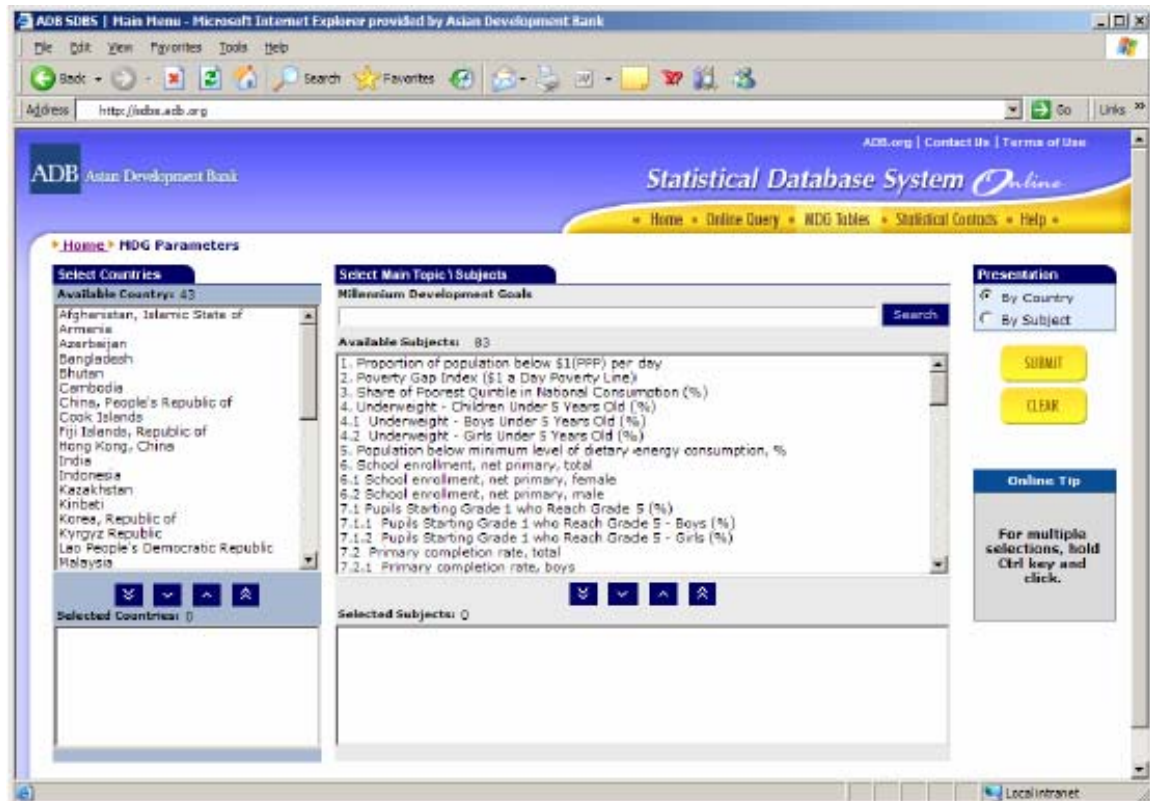 ADB SDBS | Main Menu - Microsoft Internet Explorer provided by Asian Development Bank
File Edit View Favorites Tools Help
Back Search Favorites
Address http://sdbs.adb.org Go Links
ADB.org | Contact Us | Terms of Use
ADB Asian Development Bank
Statistical Database System Online
Home • Online Query • MDG Tables • Statistical Contacts • Help
Home MDG Parameters
Select Countries
Available Country: 43
Afghanistan, Islamic State of
Armenia
Azerbaijan
Bangladesh
Bhutan
Cambodia
China, People's Republic of
Cook Islands
Fiji Islands, Republic of
Hong Kong, China
India
Indonesia
Kazakhstan
Kiribati
Korea, Republic of
Kyrgyz Republic
Lao People's Democratic Republic
Malaysia
Selected Countries: 0
Select Main Topic \ Subjects
Millennium Development Goals
Search
Available Subjects: 83
1. Proportion of population below $1(PPP) per day
2. Poverty Gap Index ($1 a Day Poverty Line)
3. Share of Poorest Quintile in National Consumption (%)
4. Underweight - Children Under 5 Years Old (%)
4.1 Underweight - Boys Under 5 Years Old (%)
4.2 Underweight - Girls Under 5 Years Old (%)
5. Population below minimum level of dietary energy consumption, %
6. School enrollment, net primary, total
6.1 School enrollment, net primary, female
6.2 School enrollment, net primary, male
7.1 Pupils Starting Grade 1 who Reach Grade 5 (%)
7.1.1 Pupils Starting Grade 1 who Reach Grade 5 - Boys (%)
7.1.2 Pupils Starting Grade 1 who Reach Grade 5 - Girls (%)
7.2 Primary completion rate, total
7.2.1 Primary completion rate, boys
Selected Subjects: 0
Presentation
By Country
By Subject
SUBMIT
CLEAR
Online Tip
For multiple
selections, hold
Ctrl key and
click.
Local intranet